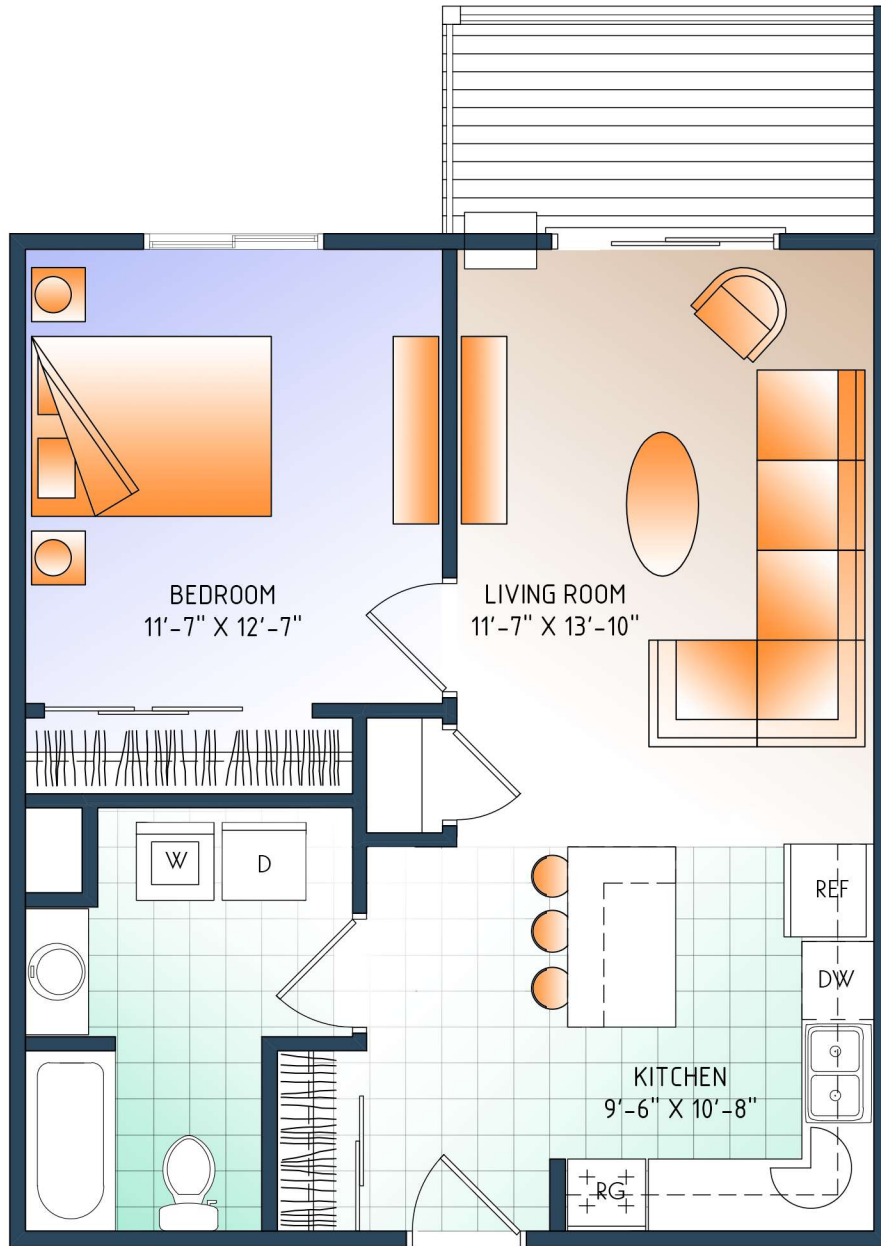 BEDROOM
11'-7" X 12'-7"
LIVING ROOM
11'-7" X 13'-10"
W
D
REF
DW
KITCHEN
9'-6" X 10'-8"
RG